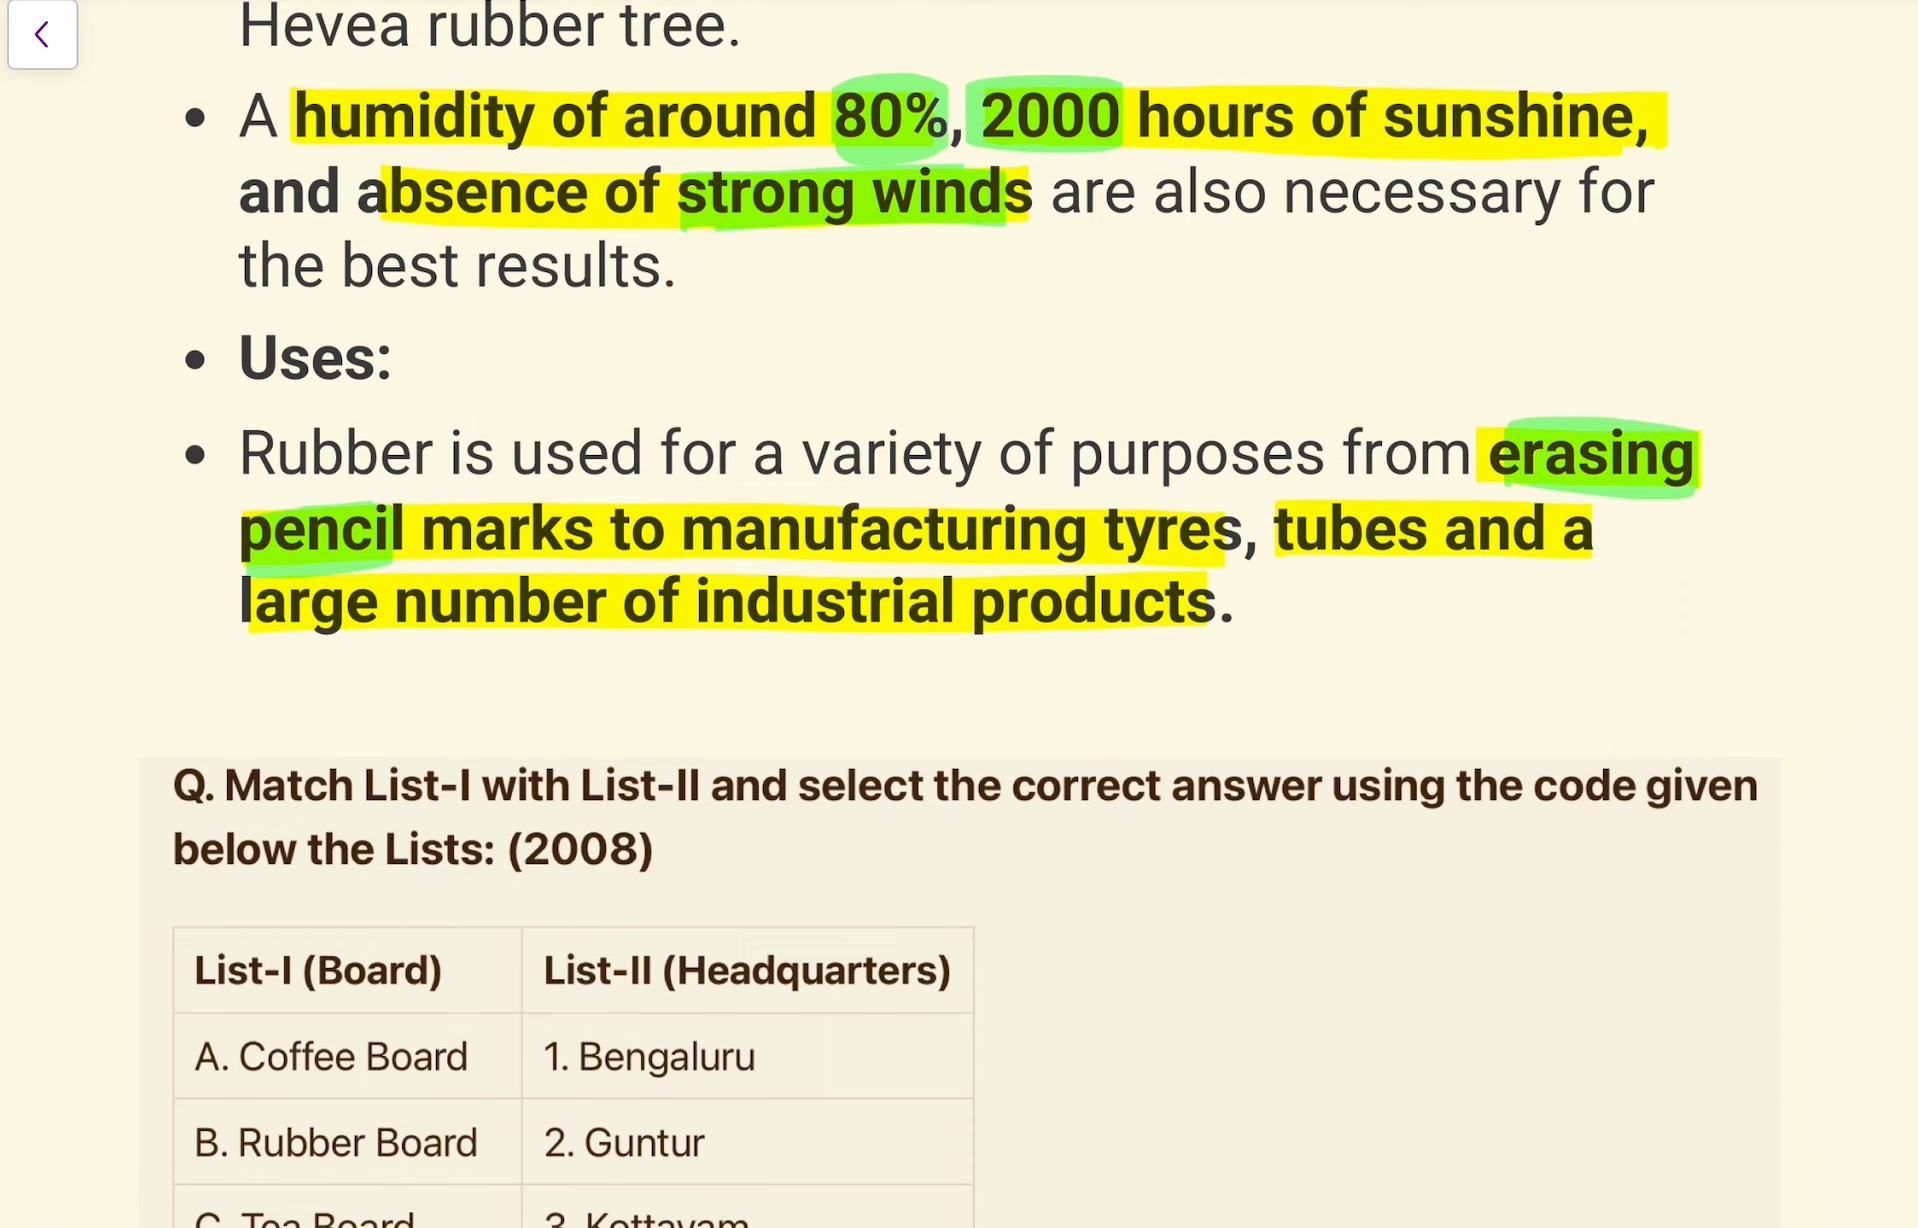 Hevea rubber tree.
• A humidity of around 80%, 2000 hours of sunshine,
and absence of strong winds are also necessary for
the best results.
• Uses:
• Rubber is used for a variety of purposes from erasing
pencil marks to manufacturing tyres, tubes and a
large number of industrial products.
Q. Match List-I with List-II and select the correct answer using the code given
below the Lists: (2008)
List-I (Board) List-II (Headquarters)
A. Coffee Board 1. Bengaluru
B. Rubber Board 2. Guntur
C. Tea Board 3. Kottayam